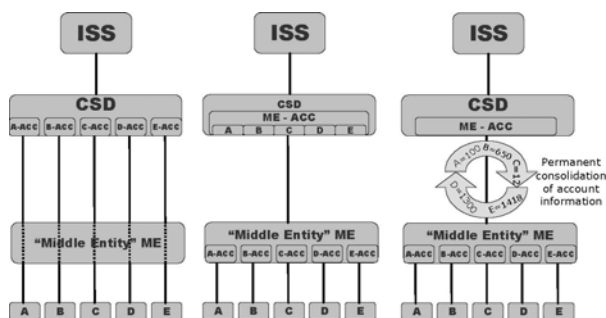 ISS
CSD
A-ACC B-ACC C-ACC D-ACC E-ACC
"Middle Entity" ME
A B C D E
ISS
CSD
ME - ACC
A B C D E
"Middle Entity" ME
A-ACC B-ACC C-ACC D-ACC E-ACC
A B C D E
ISS
CSD
ME - ACC
A=100 B=650 C=12
E=1418
D=1300
Permanent
consolidation
of account
information
"Middle Entity" ME
A-ACC B-ACC C-ACC D-ACC E-ACC
A B C D E